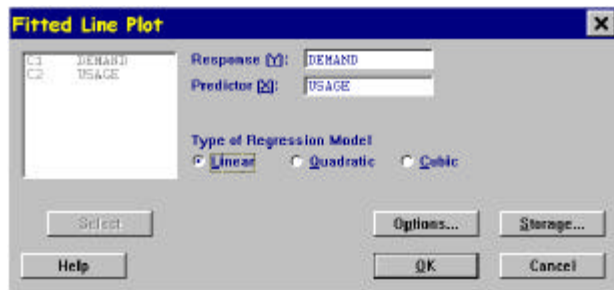 Fitted Line Plot
C1 DEMAND
C2 USAGE
Response [Y]: DEMAND
Predictor [X]: USAGE
Type of Regression Model
Linear Quadratic Cubic
Select
Options... Storage...
Help OK Cancel